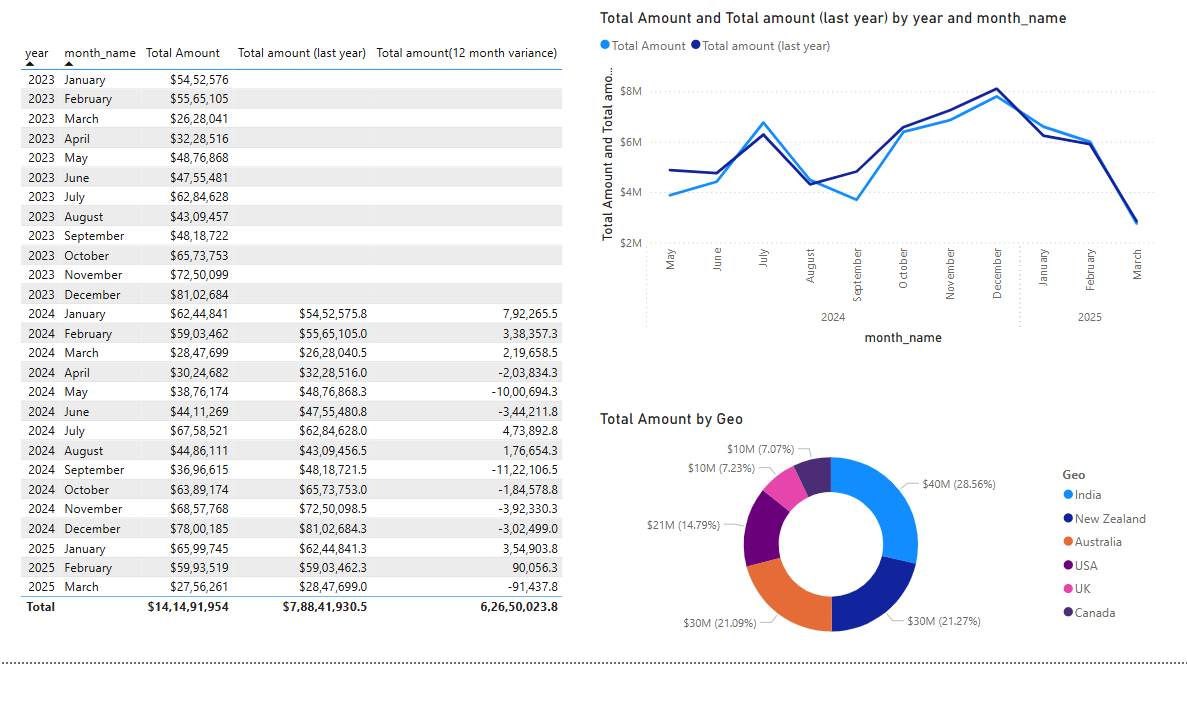 year month_name Total Amount Total amount (last year) Total amount(12 month variance)
2023 January $54,52,576
2023 February $55,65,105
2023 March $26,28,041
2023 April $32,28,516
2023 May $48,76,868
2023 June $47,55,481
2023 July $62,84,628
2023 August $43,09,457
2023 September $48,18,722
2023 October $65,73,753
2023 November $72,50,099
2023 December $81,02,684
2024 January $62,44,841 $54,52,575.8 7,92,265.5
2024 February $59,03,462 $55,65,105.0 3,38,357.3
2024 March $28,47,699 $26,28,040.5 2,19,658.5
2024 April $30,24,682 $32,28,516.0 -2,03,834.3
2024 May $38,76,174 $48,76,868.3 -10,00,694.3
2024 June $44,11,269 $47,55,480.8 -3,44,211.8
2024 July $67,58,521 $62,84,628.0 4,73,892.8
2024 August $44,86,111 $43,09,456.5 1,76,654.3
2024 September $36,96,615 $48,18,721.5 -11,22,106.5
2024 October $63,89,174 $65,73,753.0 -1,84,578.8
2024 November $68,57,768 $72,50,098.5 -3,92,330.3
2024 December $78,00,185 $81,02,684.3 -3,02,499.0
2025 January $65,99,745 $62,44,841.3 3,54,903.8
2025 February $59,93,519 $59,03,462.3 90,056.3
2025 March $27,56,261 $28,47,699.0 -91,437.8
Total $14,14,91,954 $7,88,41,930.5 6,26,50,023.8
Total Amount and Total amount (last year) by year and month_name
Total Amount Total amount (last year)
Total Amount and Total amo...
$8M
$6M
$4M
$2M
May
June
July
August
September
October
November
December
January
February
March
2024 2025
month_name
Total Amount by Geo
$10M (7.07%)
$10M (7.23%)
$40M (28.56%)
$21M (14.79%)
$30M (21.09%)
$30M (21.27%)
Geo
India
New Zealand
Australia
USA
UK
Canada